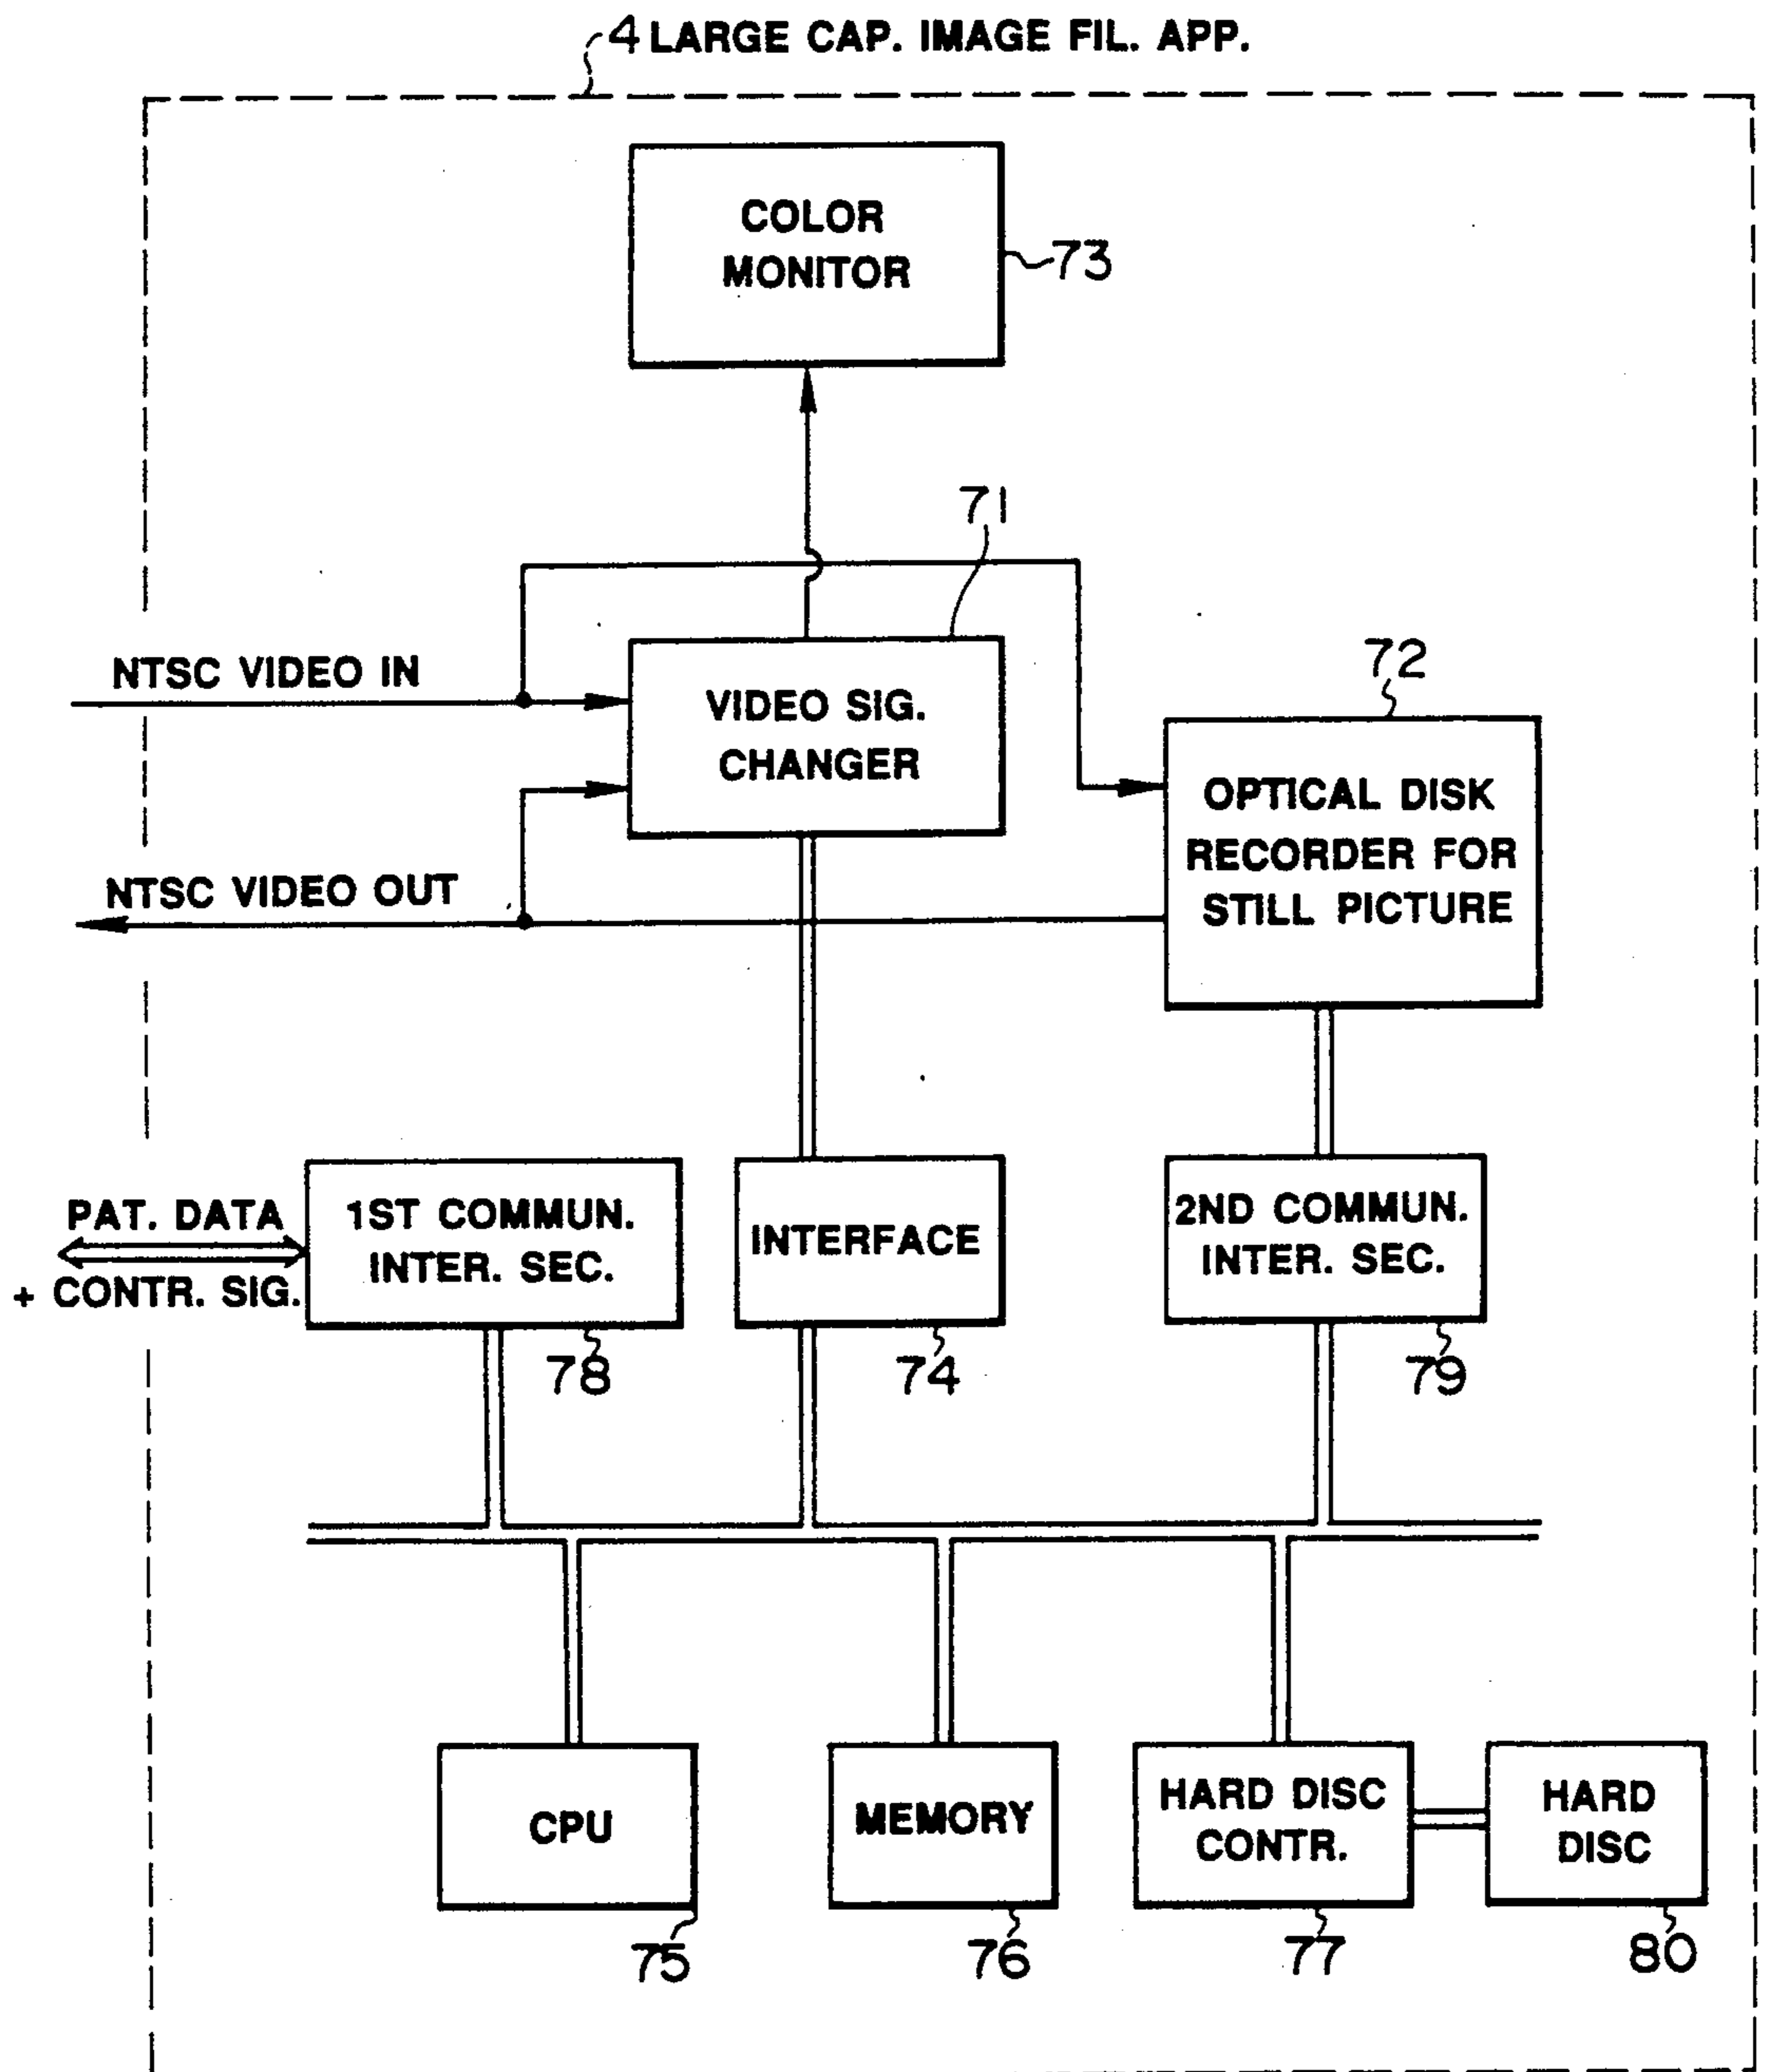 4 LARGE CAP. IMAGE FIL. APP.
COLOR
MONITOR
73
71
NTSC VIDEO IN
VIDEO SIG.
CHANGER
72
OPTICAL DISK
RECORDER FOR
STILL PICTURE
NTSC VIDEO OUT
PAT. DATA
+ CONTR. SIG.
1ST COMMUN.
INTER. SEC.
78
INTERFACE
74
2ND COMMUN.
INTER. SEC.
79
CPU
75
MEMORY
76
HARD DISC
CONTR.
77
HARD
DISC
80